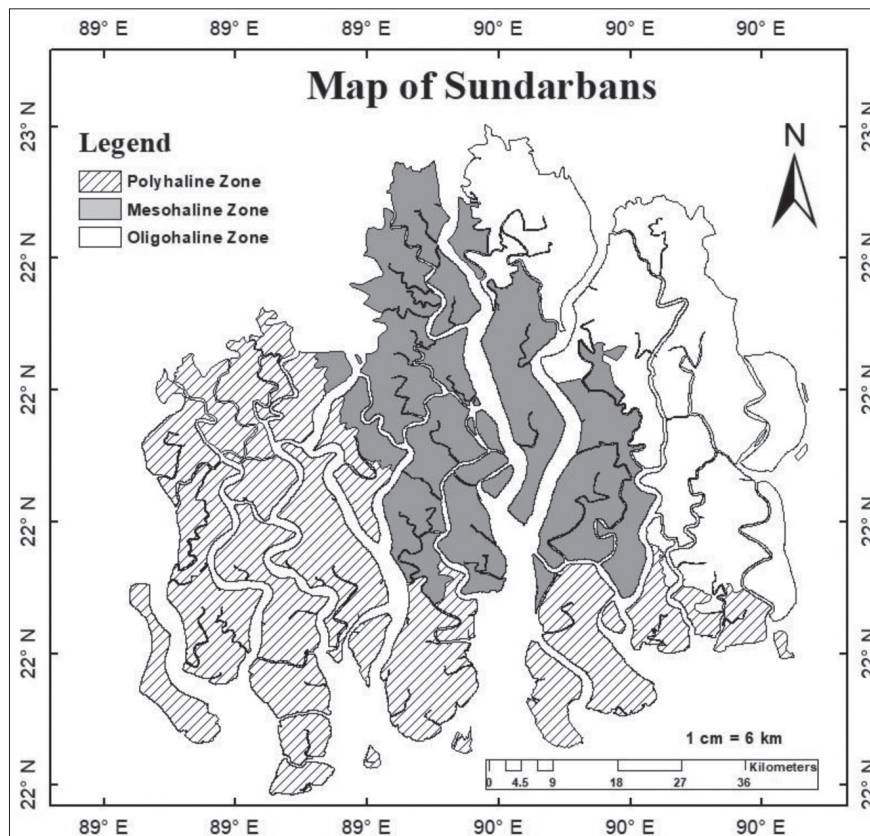 89° E 89° E 89° E 90° E 90° E 90° E
Map of Sundarbans
23° N
23° N
N
Legend
Polyhaline Zone
Mesohaline Zone
Oligohaline Zone
22° N
22° N
22° N
22° N
22° N
22° N
22° N
22° N
1 cm = 6 km
Kilometers
0 4.5 9 18 27 36
22° N
22° N
89° E 89° E 89° E 90° E 90° E 90° E